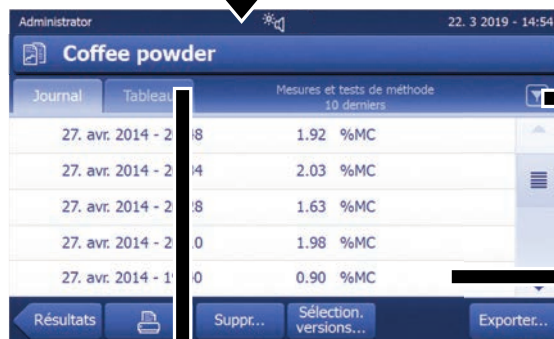 Administrator 22. 3 2019 - 14:54
Coffee powder
Journal Tableau Mesures et tests de méthode
10 derniers
27. avr. 2014 - 1.92 %MC
27. avr. 2014 - 2.03 %MC
27. avr. 2014 - 1.63 %MC
27. avr. 2014 - 1.98 %MC
27. avr. 2014 - 0.90 %MC
Résultats Suppr... Sélection.
versions... Exporter...